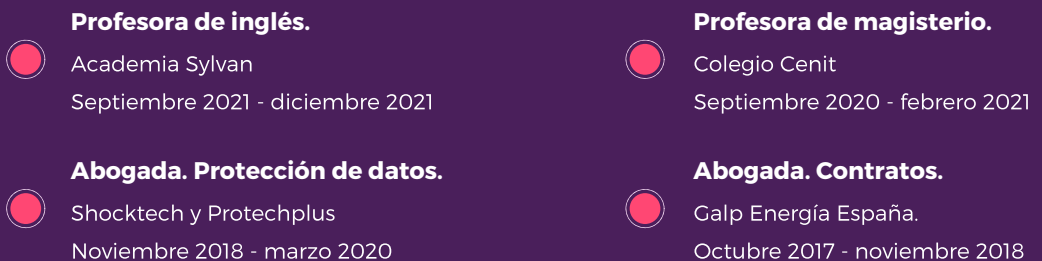 Profesora de inglés.
Academia Sylvan
Septiembre 2021 - diciembre 2021
Profesora de magisterio.
Colegio Cenit
Septiembre 2020 - febrero 2021
Abogada. Protección de datos.
Shocktech y Protechplus
Noviembre 2018 - marzo 2020
Abogada. Contratos.
Galp Energía España.
Octubre 2017 - noviembre 2018